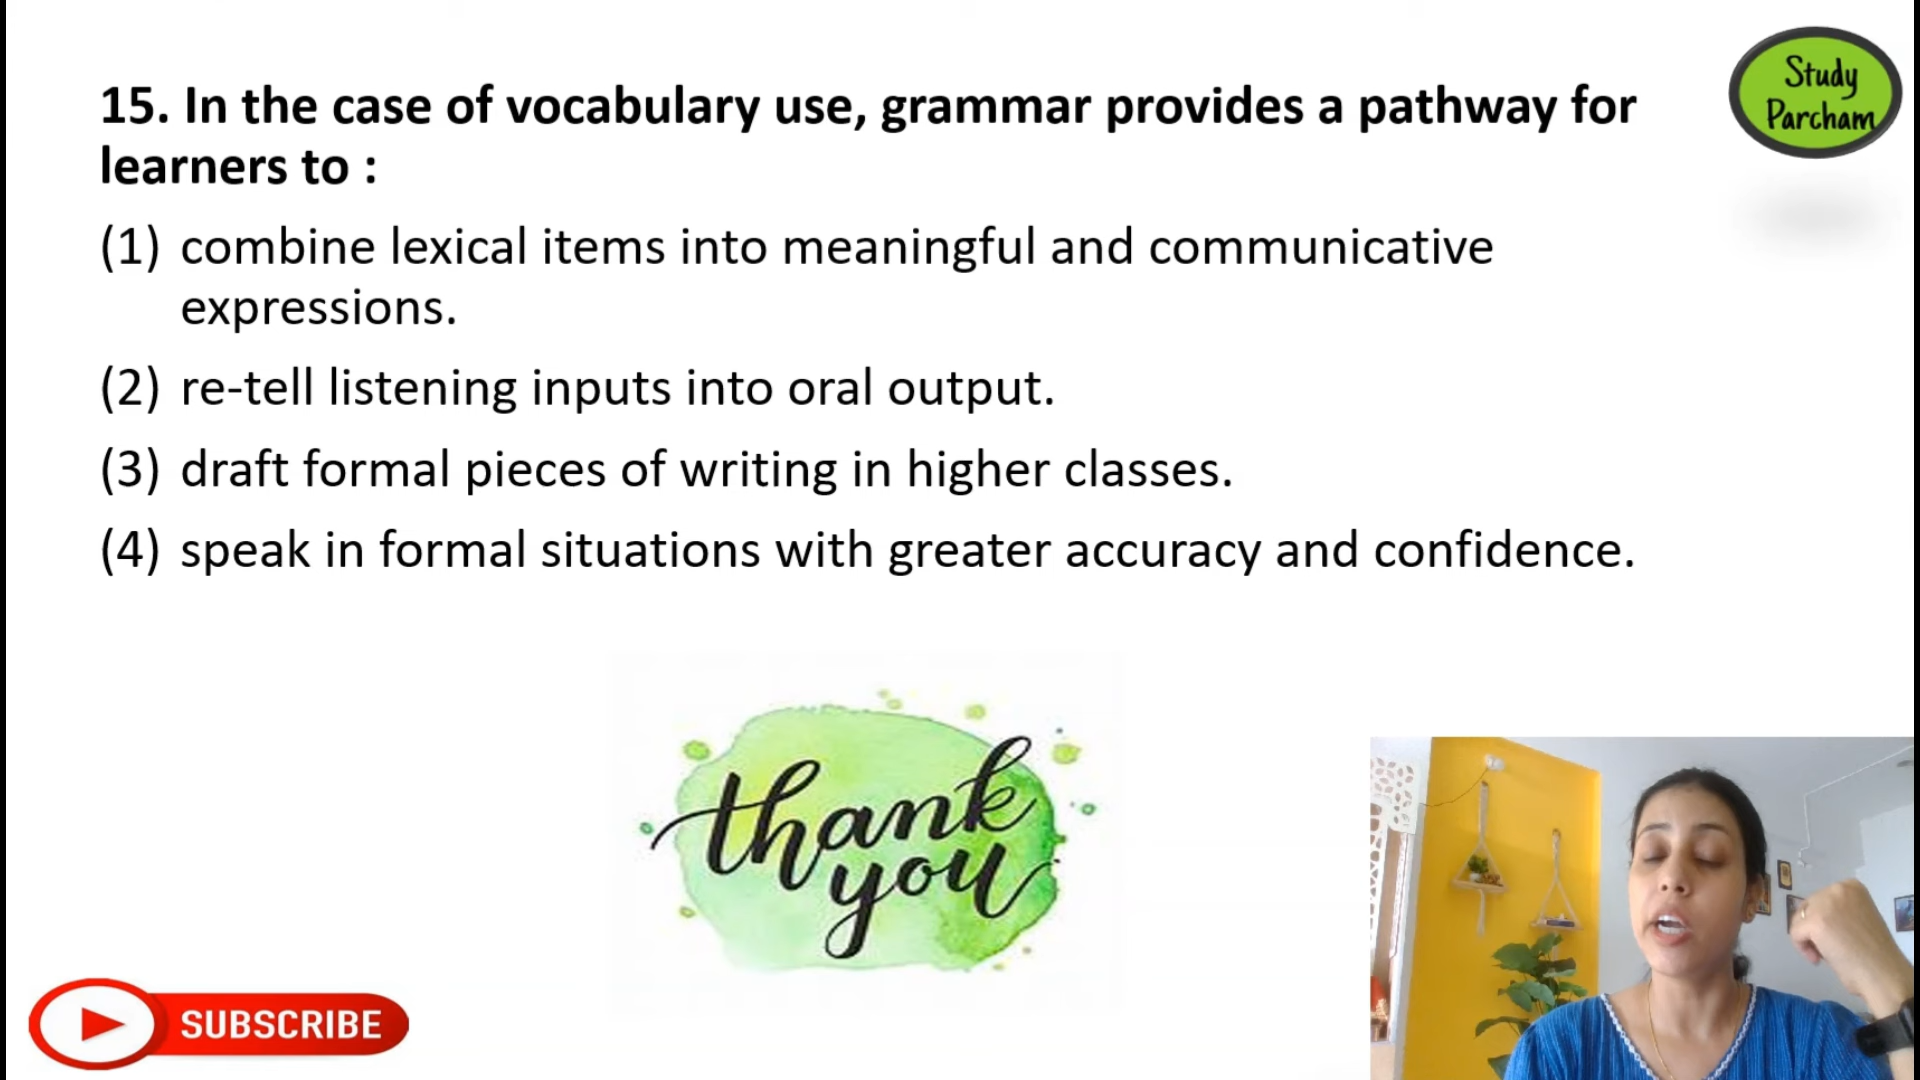 Study
Parcham
15. In the case of vocabulary use, grammar provides a pathway for
learners to :
(1) combine lexical items into meaningful and communicative
expressions.
(2) re-tell listening inputs into oral output.
(3) draft formal pieces of writing in higher classes.
(4) speak in formal situations with greater accuracy and confidence.
thank
you
SUBSCRIBE